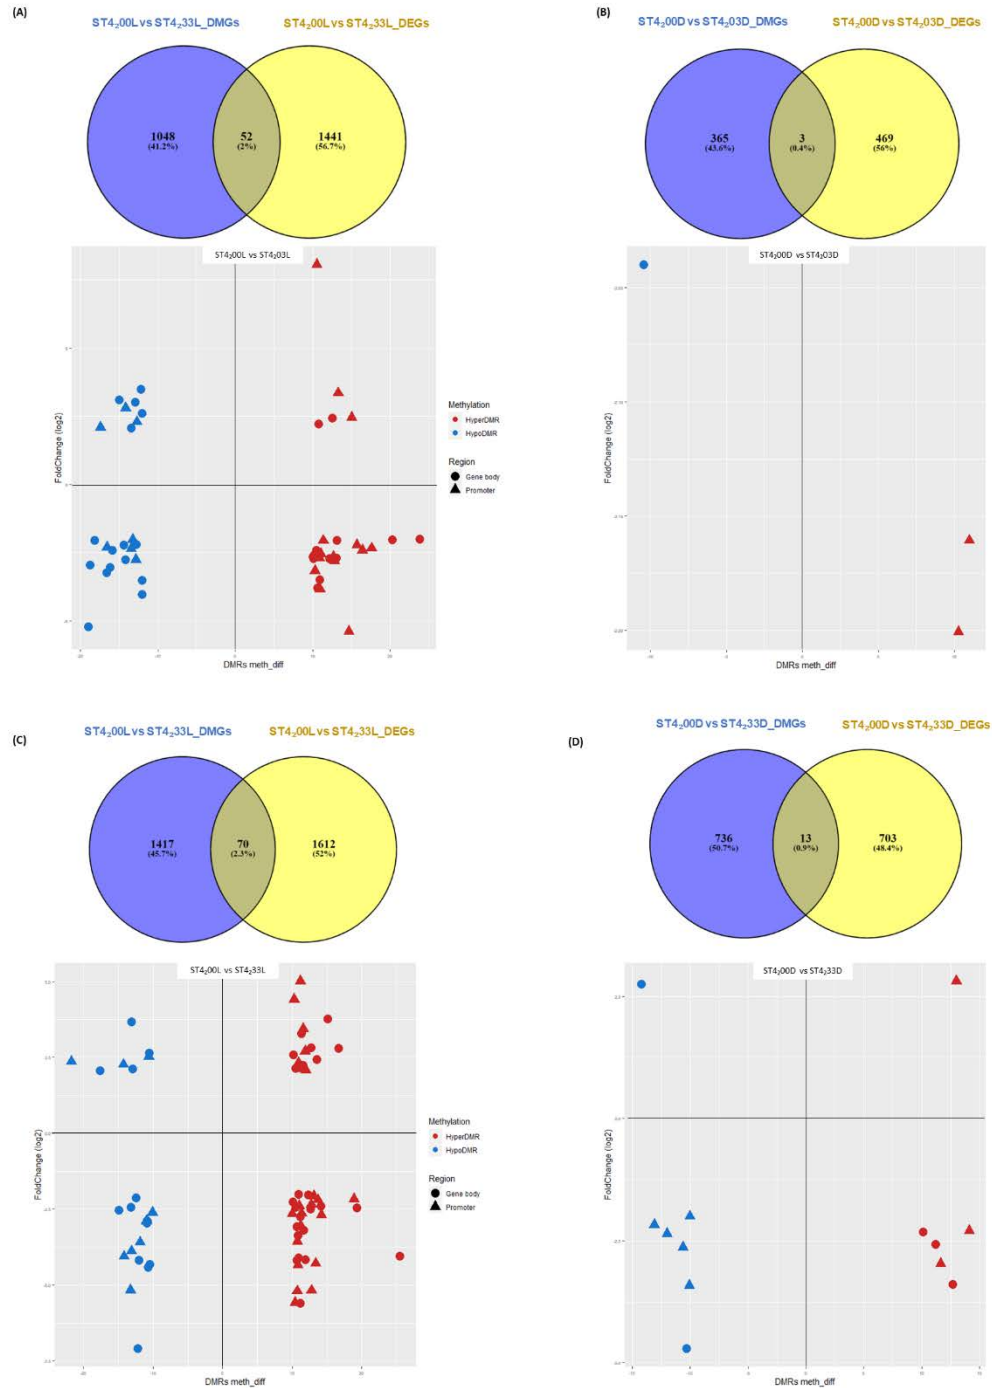 (A)
ST4₂00L vs ST4₂33L_DMGs ST4₂00L vs ST4₂33L_DEGs
1048 52 1441
(41.2%) (2%) (56.7%)
ST4₂00L vs ST4₂03L
FoldChange (log2)
DMRs meth_diff
Methylation
HyperDMR
HypoDMR
Region
Gene body
Promoter
(B)
ST4₂00D vs ST4₂03D_DMGs ST4₂00D vs ST4₂03D_DEGs
365 3 469
(43.6%) (0.4%) (56%)
ST4₂00D vs ST4₂03D
FoldChange (log2)
DMRs meth_diff
(C)
ST4₂00L vs ST4₂33L_DMGs ST4₂00L vs ST4₂33L_DEGs
1417 70 1612
(45.7%) (2.3%) (52%)
ST4₂00L vs ST4₂33L
FoldChange (log2)
DMRs meth_diff
Methylation
HyperDMR
HypoDMR
Region
Gene body
Promoter
(D)
ST4₂00D vs ST4₂33D_DMGs ST4₂00D vs ST4₂33D_DEGs
736 13 703
(50.7%) (0.9%) (48.4%)
ST4₂00D vs ST4₂33D
FoldChange (log2)
DMRs meth_diff